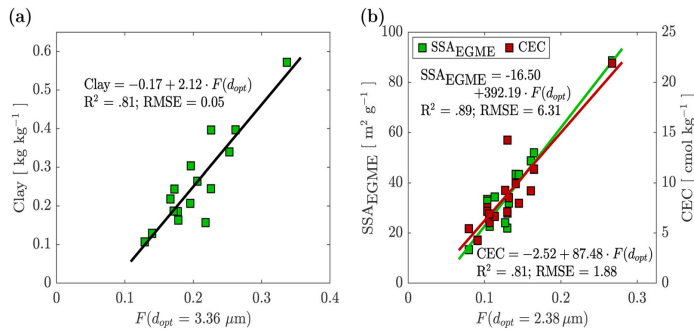 (a)
0.6
0.5
0.4
0.3
0.2
0.1
0
Clay [ kg kg⁻¹ ]
Clay = −0.17 + 2.12 · F(d_opt)
R² = .81; RMSE = 0.05
0 0.1 0.2 0.3 0.4
F(d_opt = 3.36 μm)
(b)
100
80
60
40
20
0
SSA_EGME [ m² g⁻¹ ]
SSA_EGME CEC
SSA_EGME = -16.50
+392.19 · F(d_opt)
R² = .89; RMSE = 6.31
CEC = −2.52 + 87.48 · F(d_opt)
R² = .81; RMSE = 1.88
25
20
15
10
5
0
CEC [ cmol kg⁻¹ ]
0 0.1 0.2 0.3
F(d_opt = 2.38 μm)